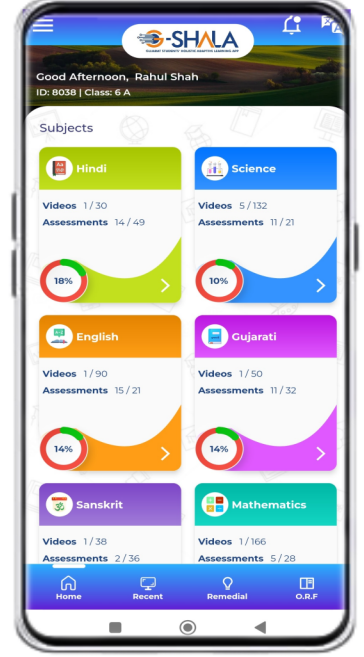 G-SHALA
GUJARAT STUDENTS' HOLISTIC ADAPTIVE LEARNING APP
Good Afternoon, Rahul Shah
ID: 8038 | Class: 6 A
Subjects
Hindi
Videos 1/30
Assessments 14/49
18%
Science
Videos 5/132
Assessments 11/21
10%
English
Videos 1/90
Assessments 15/21
14%
Gujarati
Videos 1/50
Assessments 11/32
14%
Sanskrit
Videos 1/38
Assessments 2/36
Mathematics
Videos 1/166
Assessments 5/28
Home
Recent
Remedial
O.R.F